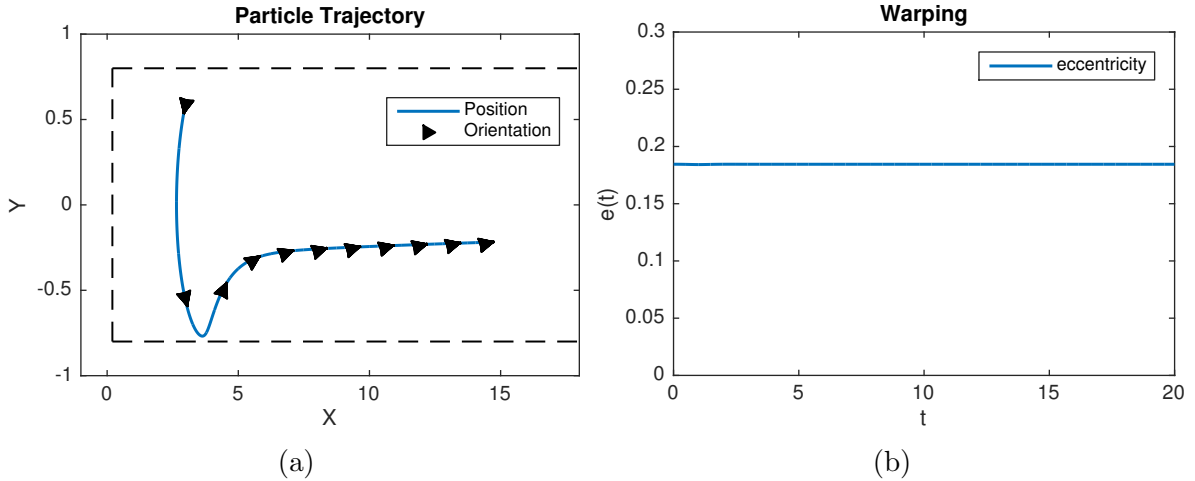 Particle Trajectory
1
0.5
0
-0.5
-1
Y
0
5
10
15
X
Position
Orientation
(a)
Warping
0.3
0.25
0.2
0.15
0.1
0.05
0
e(t)
0
5
10
15
20
t
eccentricity
(b)